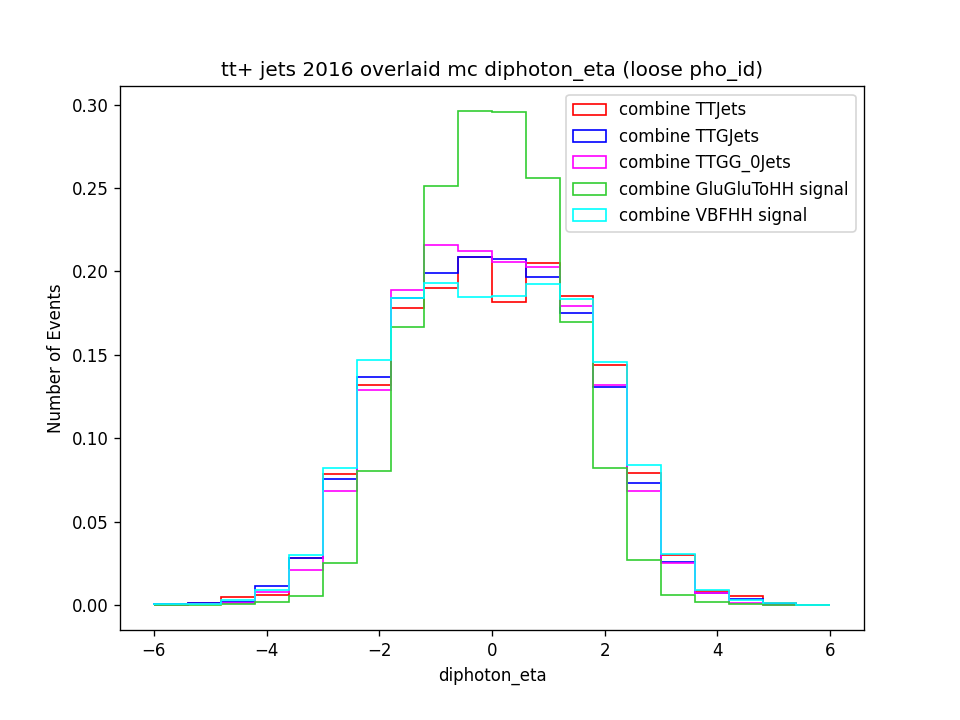 tt+ jets 2016 overlaid mc diphoton_eta (loose pho_id)
combine TTJets
combine TTGJets
combine TTGG_0Jets
combine GluGluToHH signal
combine VBFHH signal
Number of Events
0.30
0.25
0.20
0.15
0.10
0.05
0.00
−6 −4 −2 0 2 4 6
diphoton_eta